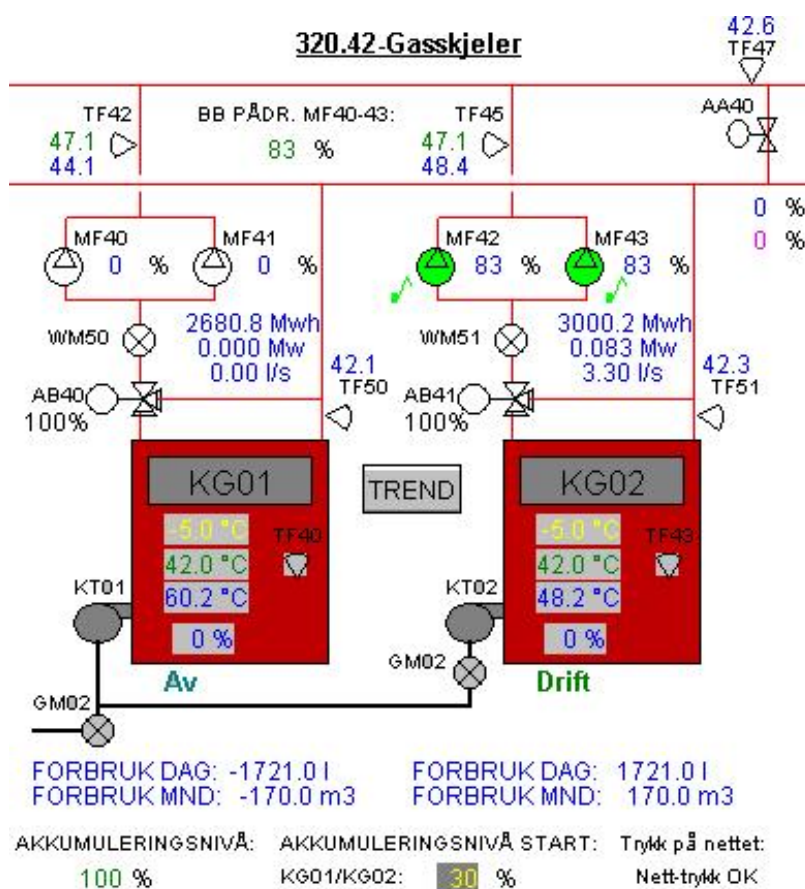 320.42-Gasskjeler
42.6
TF47
TF42
BB PÅDR. MF40-43:
TF45
AA40
47.1
83 %
47.1
44.1
48.4
0 %
0 %
MF40
MF41
MF42
MF43
0 %
0 %
83 %
83 %
WM50
2680.8 Mwh
0.000 Mw
0.00 l/s
WM51
3000.2 Mwh
0.083 Mw
3.30 l/s
42.1
TF50
42.3
TF51
AB40
100%
AB41
100%
KG01
TREND
KG02
-5.0 °C
TF40
42.0 °C
60.2 °C
0 %
-5.0 °C
TF43
42.0 °C
48.2 °C
0 %
KT01
KT02
GM02
GM02
Av
Drift
FORBRUK DAG: -1721.0 l
FORBRUK MND: -170.0 m3
FORBRUK DAG: 1721.0 l
FORBRUK MND: 170.0 m3
AKKUMULERINGSNIVÅ:
100 %
AKKUMULERINGSNIVÅ START:
KG01/KG02: 30 %
Trykk på nettet:
Nett-trykk OK